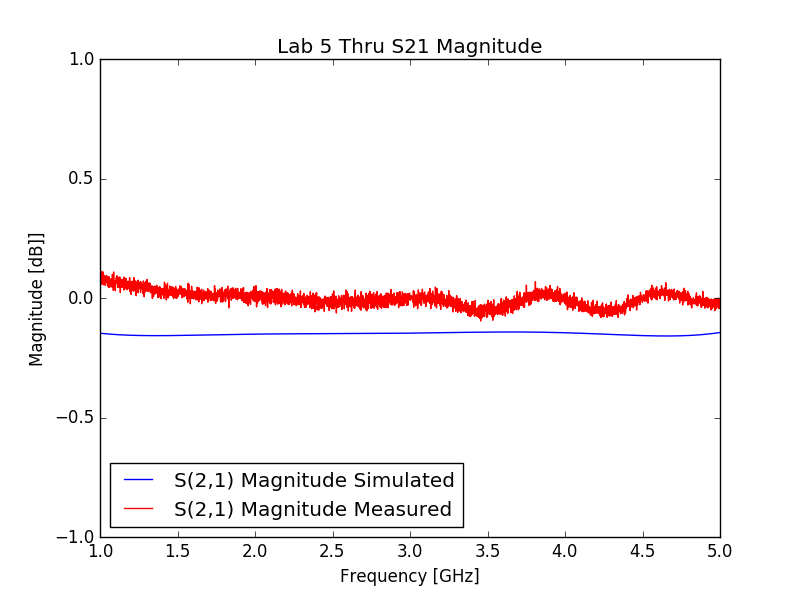 Lab 5 Thru S21 Magnitude
1.0
0.5
0.0
−0.5
−1.0
Magnitude [dB]]
S(2,1) Magnitude Simulated
S(2,1) Magnitude Measured
1.0 1.5 2.0 2.5 3.0 3.5 4.0 4.5 5.0
Frequency [GHz]